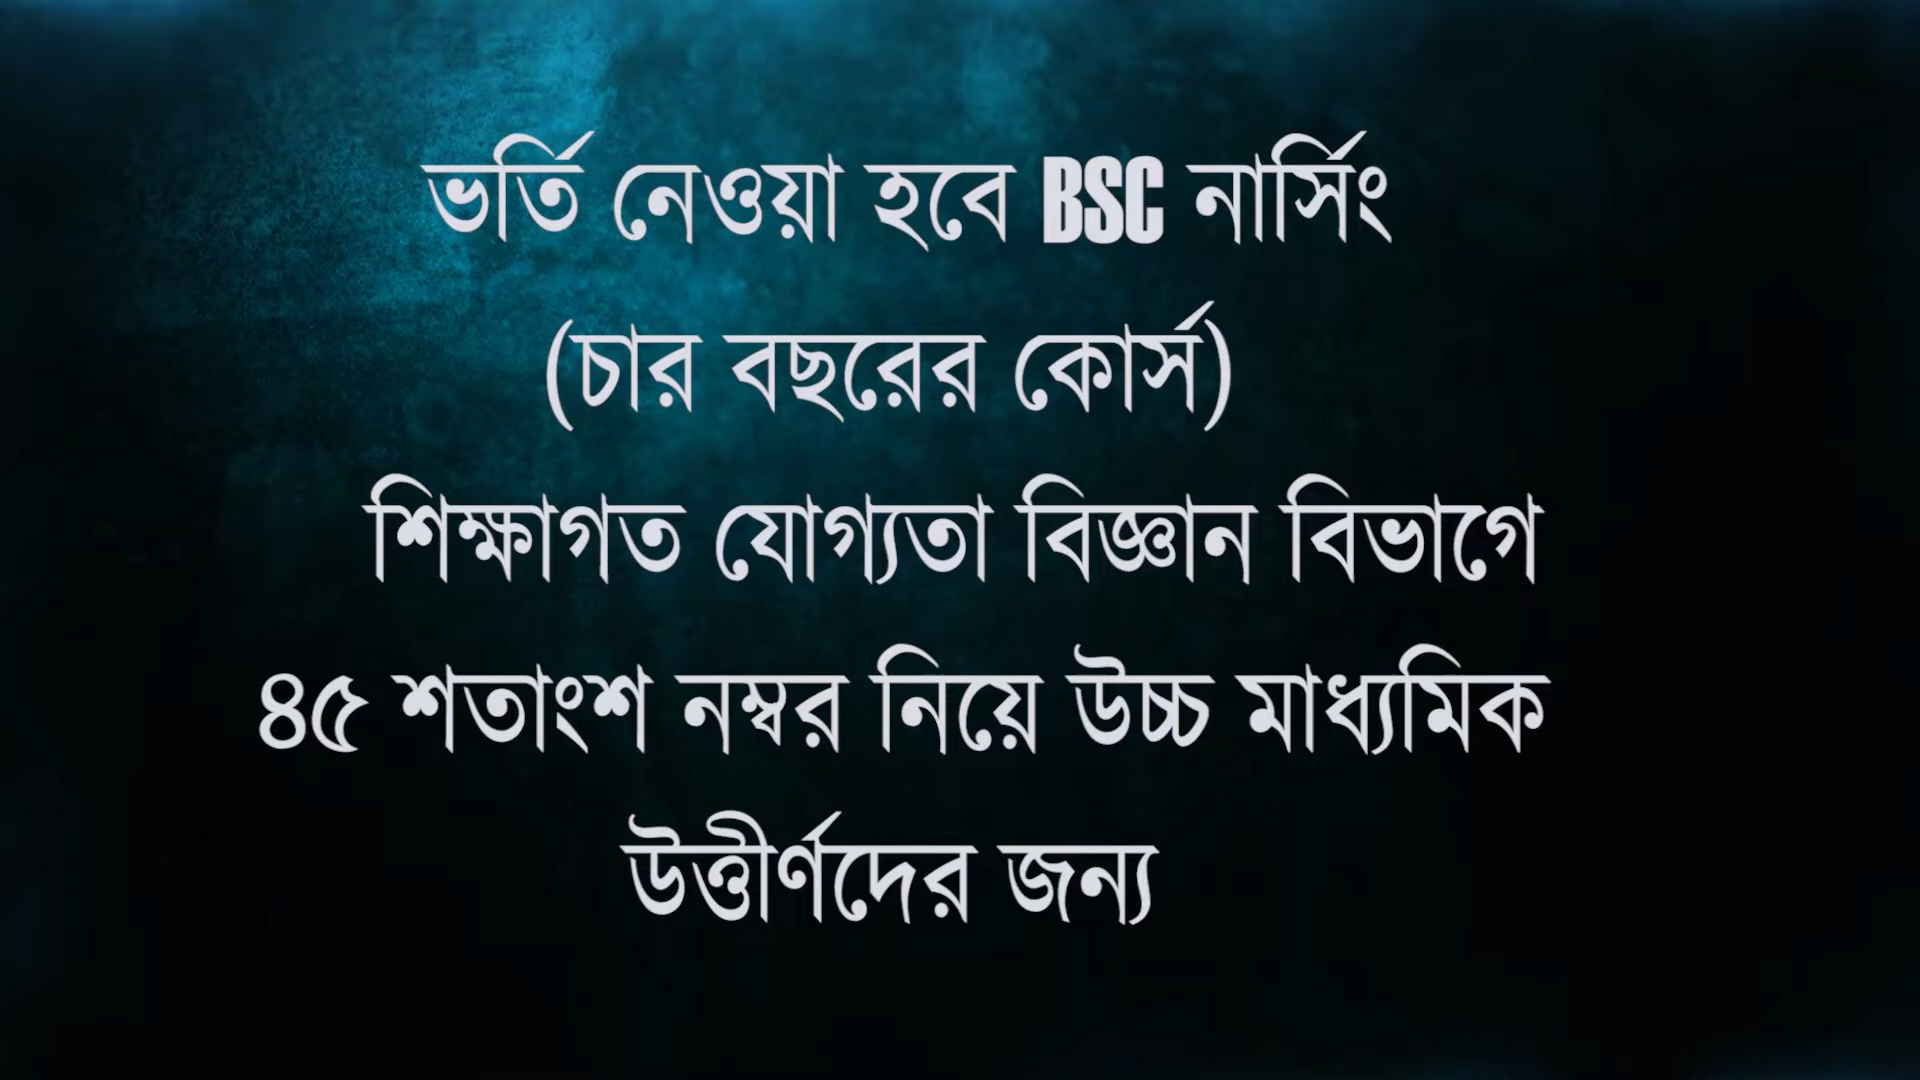 ভর্তি নেওয়া হবে BSC নার্সিং
(চার বছরের কোর্স)
শিক্ষাগত যোগ্যতা বিজ্ঞান বিভাগে
৪৫ শতাংশ নম্বর নিয়ে উচ্চ মাধ্যমিক
উত্তীর্ণদের জন্য